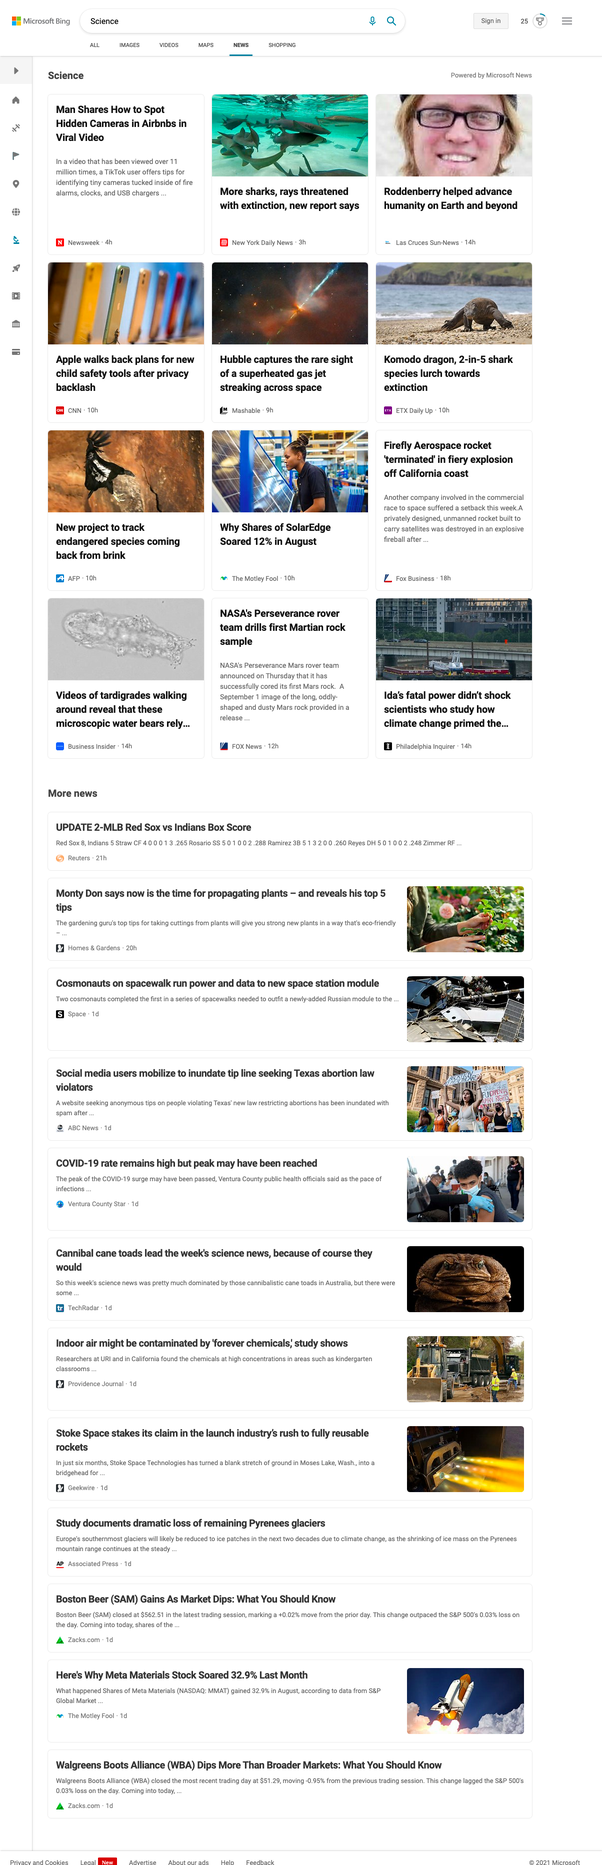 Microsoft Bing
Science
Sign in
25
ALL IMAGES VIDEOS MAPS NEWS SHOPPING
Science
Powered by Microsoft News
Man Shares How to Spot
Hidden Cameras in Airbnbs in
Viral Video
In a video that has been viewed over 11
million times, a TikTok user offers tips for
identifying tiny cameras tucked inside of fire
alarms, clocks, and USB chargers ...
Newsweek · 4h
More sharks, rays threatened
with extinction, new report says
New York Daily News · 3h
Roddenberry helped advance
humanity on Earth and beyond
Las Cruces Sun-News · 14h
Apple walks back plans for new
child safety tools after privacy
backlash
CNN · 10h
Hubble captures the rare sight
of a superheated gas jet
streaking across space
Mashable · 9h
Komodo dragon, 2-in-5 shark
species lurch towards
extinction
ETX Daily Up · 10h
New project to track
endangered species coming
back from brink
AFP · 10h
Why Shares of SolarEdge
Soared 12% in August
The Motley Fool · 10h
Firefly Aerospace rocket
'terminated' in fiery explosion
off California coast
Another company involved in the commercial
race to space suffered a setback this week.A
privately designed, unmanned rocket built to
carry satellites was destroyed in an explosive
fireball after ...
Fox Business · 18h
Videos of tardigrades walking
around reveal that these
microscopic water bears rely...
Business Insider · 14h
NASA's Perseverance rover
team drills first Martian rock
sample
NASA's Perseverance Mars rover team
announced on Thursday that it has
successfully cored its first Mars rock. A
September 1 image of the long, oddly-
shaped and dusty Mars rock provided in a
release ...
FOX News · 12h
Ida's fatal power didn't shock
scientists who study how
climate change primed the...
Philadelphia Inquirer · 14h
More news
UPDATE 2-MLB Red Sox vs Indians Box Score
Red Sox 8, Indians 5 Straw CF 4 0 0 0 1 3 .265 Rosario SS 5 0 1 0 0 2 .288 Ramirez 3B 5 1 3 2 0 0 .260 Reyes DH 5 0 1 0 0 2 .248 Zimmer RF ...
Reuters · 21h
Monty Don says now is the time for propagating plants – and reveals his top 5
tips
The gardening guru's top tips for taking cuttings from plants will give you strong new plants in a way that's eco-friendly
– ...
Homes & Gardens · 20h
Cosmonauts on spacewalk run power and data to new space station module
Two cosmonauts completed the first in a series of spacewalks needed to outfit a newly-added Russian module to the ...
Space · 1d
Social media users mobilize to inundate tip line seeking Texas abortion law
violators
A website seeking anonymous tips on people violating Texas' new law restricting abortions has been inundated with
spam after ...
ABC News · 1d
COVID-19 rate remains high but peak may have been reached
The peak of the COVID-19 surge may have been passed, Ventura County public health officials said as the pace of
infections ...
Ventura County Star · 1d
Cannibal cane toads lead the week's science news, because of course they
would
So this week's science news was pretty much dominated by those cannibalistic cane toads in Australia, but there were
some ...
TechRadar · 1d
Indoor air might be contaminated by 'forever chemicals,' study shows
Researchers at URI and in California found the chemicals at high concentrations in areas such as kindergarten
classrooms ...
Providence Journal · 1d
Stoke Space stakes its claim in the launch industry's rush to fully reusable
rockets
In just six months, Stoke Space Technologies has turned a blank stretch of ground in Moses Lake, Wash., into a
bridgehead for ...
Geekwire · 1d
Study documents dramatic loss of remaining Pyrenees glaciers
Europe's southernmost glaciers will likely be reduced to ice patches in the next two decades due to climate change, as the shrinking of ice mass on the Pyrenees
mountain range continues at the steady ...
Associated Press · 1d
Boston Beer (SAM) Gains As Market Dips: What You Should Know
Boston Beer (SAM) closed at $562.51 in the latest trading session, marking a +0.02% move from the prior day. This change outpaced the S&P 500's 0.03% loss on
the day. Coming into today, shares of the ...
Zacks.com · 1d
Here's Why Meta Materials Stock Soared 32.9% Last Month
What happened Shares of Meta Materials (NASDAQ: MMAT) gained 32.9% in August, according to data from S&P
Global Market ...
The Motley Fool · 1d
Walgreens Boots Alliance (WBA) Dips More Than Broader Markets: What You Should Know
Walgreens Boots Alliance (WBA) closed the most recent trading day at $51.29, moving -0.95% from the previous trading session. This change lagged the S&P 500's
0.03% loss on the day. Coming into today, ...
Zacks.com · 1d
Privacy and Cookies Legal New Advertise About our ads Help Feedback
© 2021 Microsoft